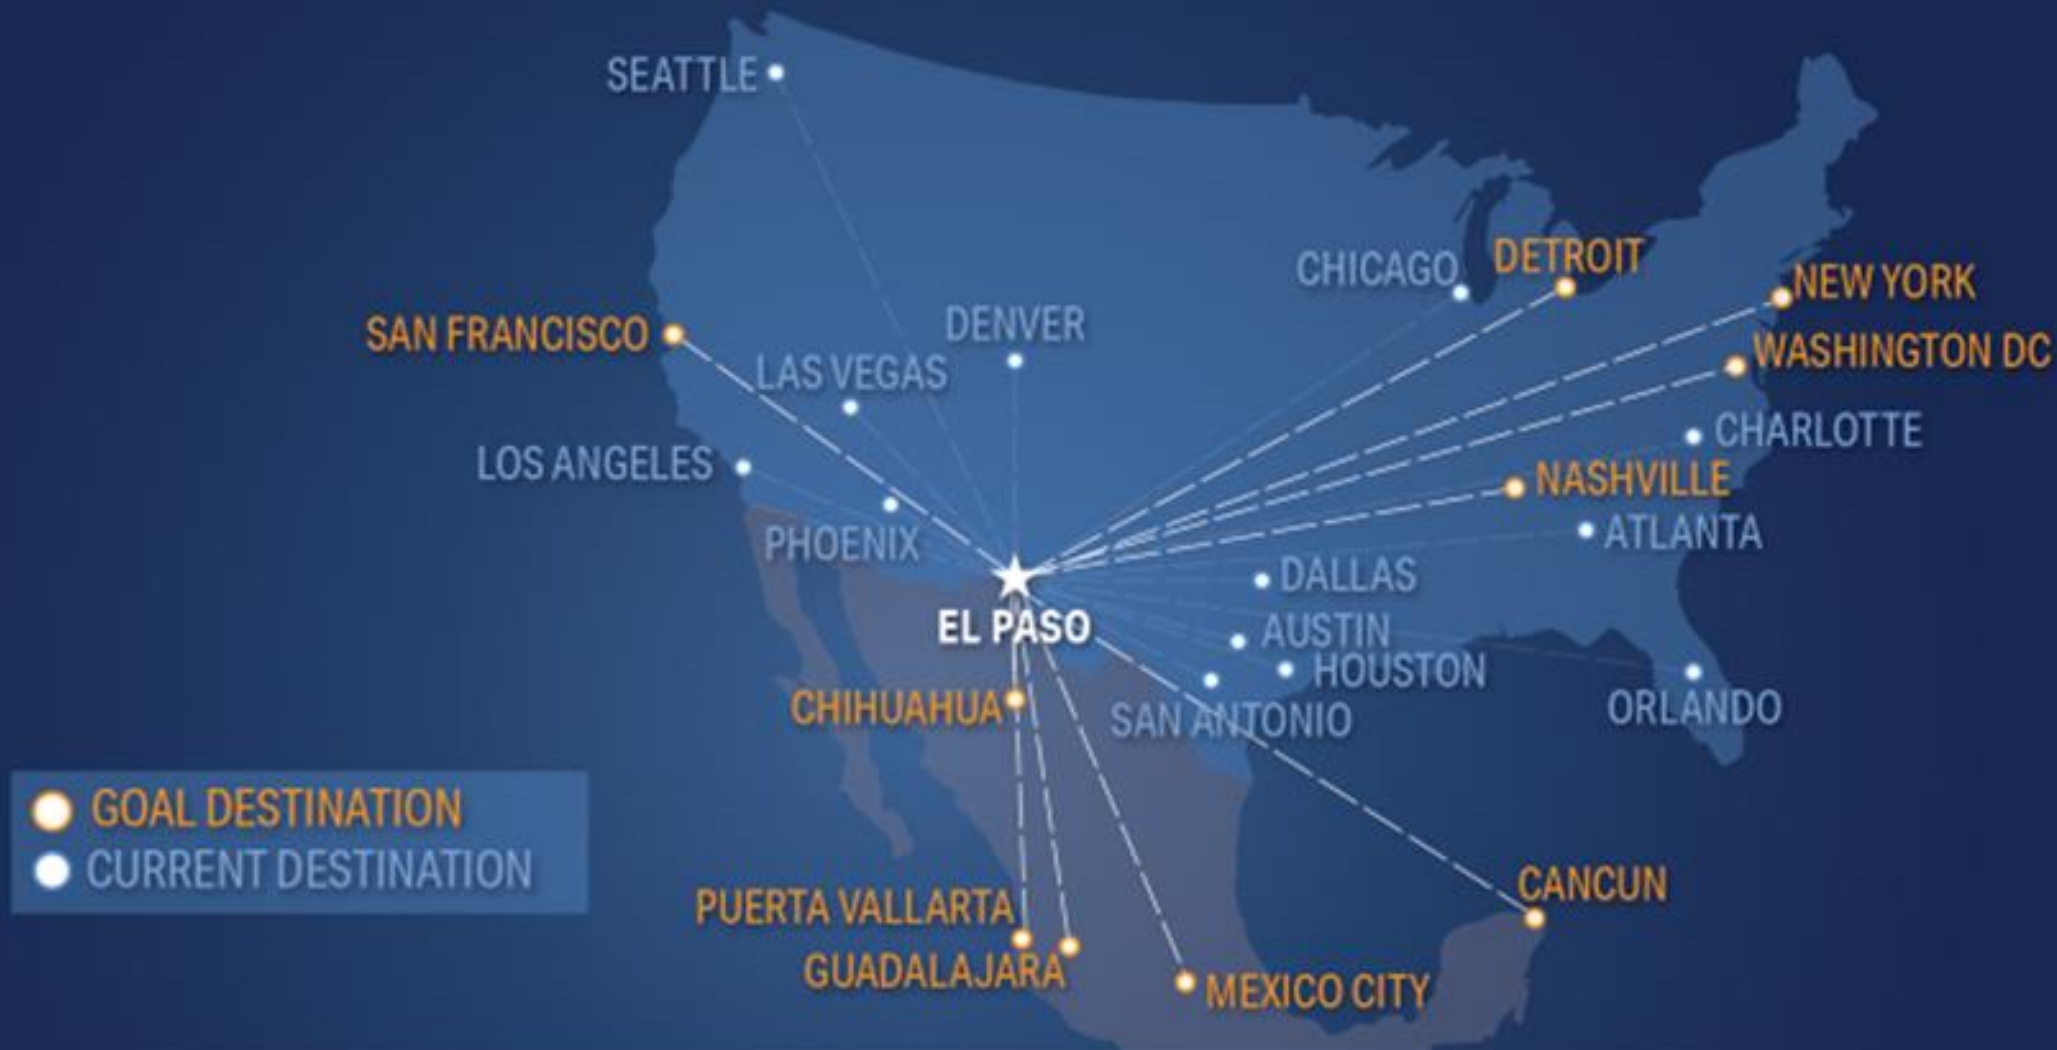 SEATTLE
CHICAGO
DETROIT
NEW YORK
SAN FRANCISCO
DENVER
WASHINGTON DC
LAS VEGAS
CHARLOTTE
LOS ANGELES
NASHVILLE
PHOENIX
ATLANTA
DALLAS
EL PASO
AUSTIN
HOUSTON
CHIHUAHUA
SAN ANTONIO
ORLANDO
GOAL DESTINATION
CURRENT DESTINATION
PUERTA VALLARTA
CANCUN
GUADALAJARA
MEXICO CITY